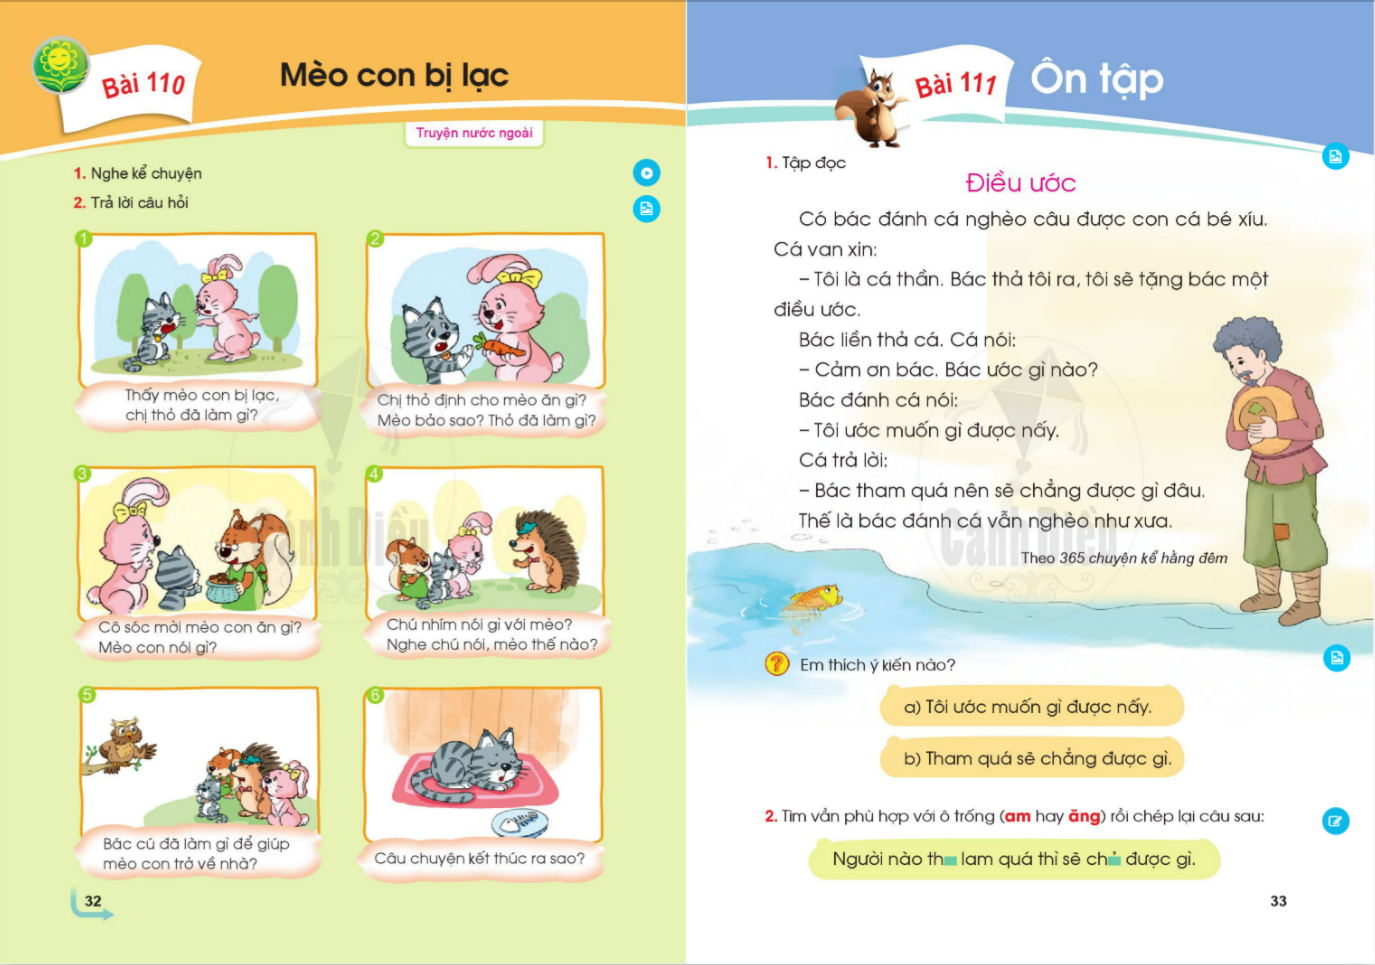 Bài 110
Mèo con bị lạc
Truyện nước ngoài
1. Nghe kể chuyện
2. Trả lời câu hỏi
1
Thấy mèo con bị lạc,
chị thỏ đã làm gì?
2
Chị thỏ định cho mèo ăn gì?
Mèo bảo sao? Thỏ đã làm gì?
3
Cô sóc mời mèo con ăn gì?
Mèo con nói gì?
4
Chú nhím nói gì với mèo?
Nghe chú nói, mèo thế nào?
5
Bác cú đã làm gì để giúp
mèo con trở về nhà?
6
Câu chuyện kết thúc ra sao?
Cánh Diều
32
Bài 111
Ôn tập
1. Tập đọc
Điều ước
Có bác đánh cá nghèo câu được con cá bé xíu.
Cá van xin:
– Tôi là cá thần. Bác thả tôi ra, tôi sẽ tặng bác một
điều ước.
Bác liền thả cá. Cá nói:
– Cảm ơn bác. Bác ước gì nào?
Bác đánh cá nói:
– Tôi ước muốn gì được nấy.
Cá trả lời:
– Bác tham quá nên sẽ chẳng được gì đâu.
Thế là bác đánh cá vẫn nghèo như xưa.
Theo 365 chuyện kể hằng đêm
Cánh Diều
? Em thích ý kiến nào?
a) Tôi ước muốn gì được nấy.
b) Tham quá sẽ chẳng được gì.
2. Tìm vần phù hợp với ô trống (am hay ăng) rồi chép lại câu sau:
Người nào th lam quá thì sẽ ch được gì.
33